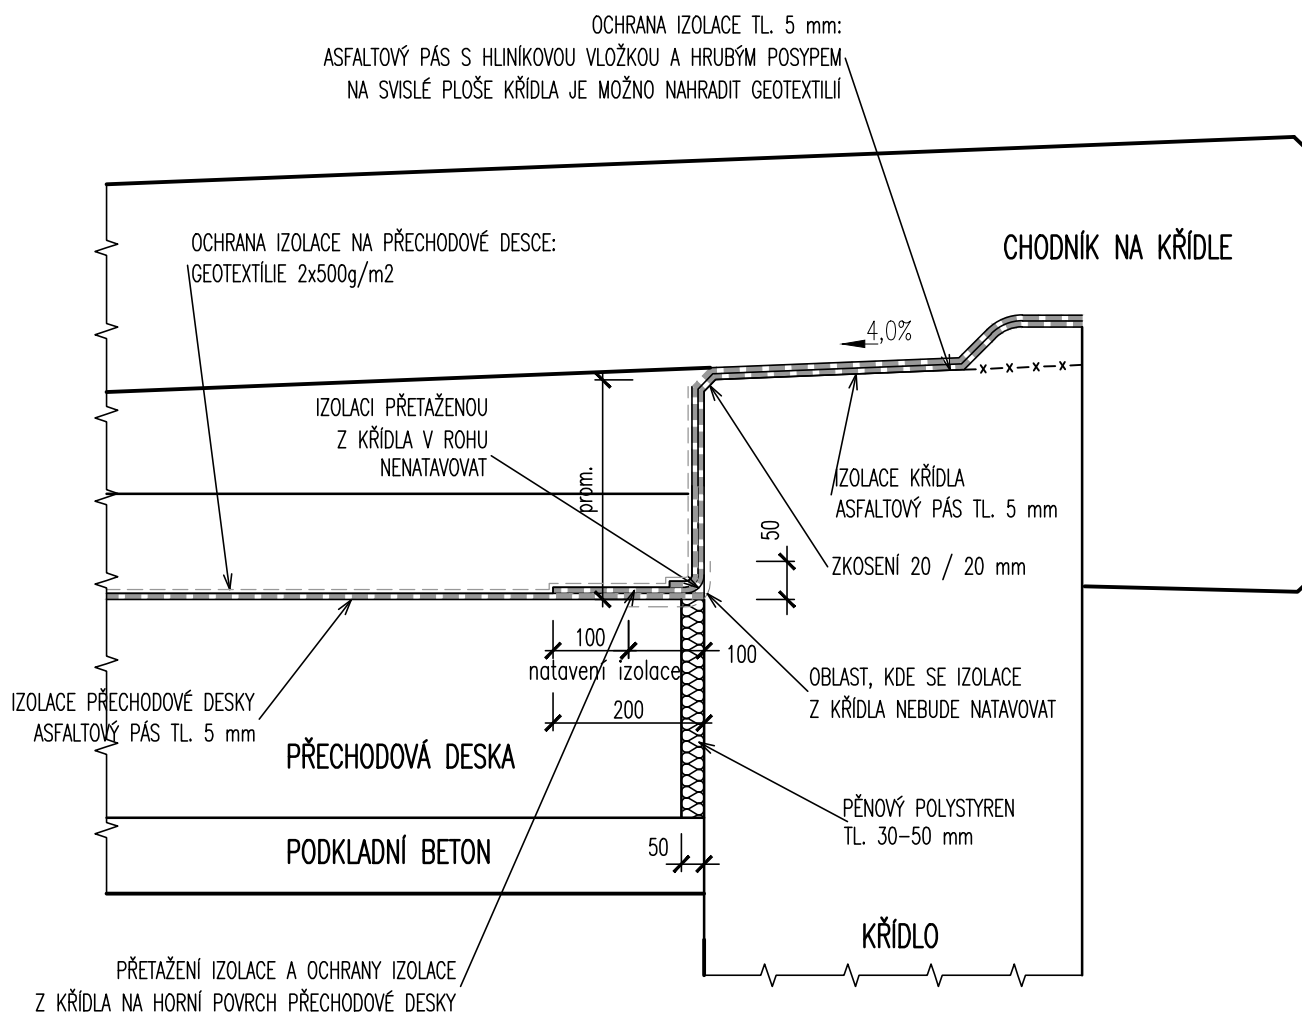 OCHRANA IZOLACE TL. 5 mm:
ASFALTOVÝ PÁS S HLINÍKOVOU VLOŽKOU A HRUBÝM POSYPEM
NA SVISLÉ PLOŠE KŘÍDLA JE MOŽNO NAHRADIT GEOTEXTILIÍ
OCHRANA IZOLACE NA PŘECHODOVÉ DESCE:
GEOTEXTÍLIE 2x500g/m2
CHODNÍK NA KŘÍDLE
4,0%
IZOLACI PŘETAŽENOU
Z KŘÍDLA V ROHU
NENATAVOVAT
prom.
IZOLACE KŘÍDLA
ASFALTOVÝ PÁS TL. 5 mm
50
ZKOSENÍ 20 / 20 mm
100
100
natavení izolace
200
OBLAST, KDE SE IZOLACE
Z KŘÍDLA NEBUDE NATAVOVAT
IZOLACE PŘECHODOVÉ DESKY
ASFALTOVÝ PÁS TL. 5 mm
PŘECHODOVÁ DESKA
PĚNOVÝ POLYSTYREN
TL. 30-50 mm
PODKLADNÍ BETON
50
KŘÍDLO
PŘETAŽENÍ IZOLACE A OCHRANY IZOLACE
Z KŘÍDLA NA HORNÍ POVRCH PŘECHODOVÉ DESKY